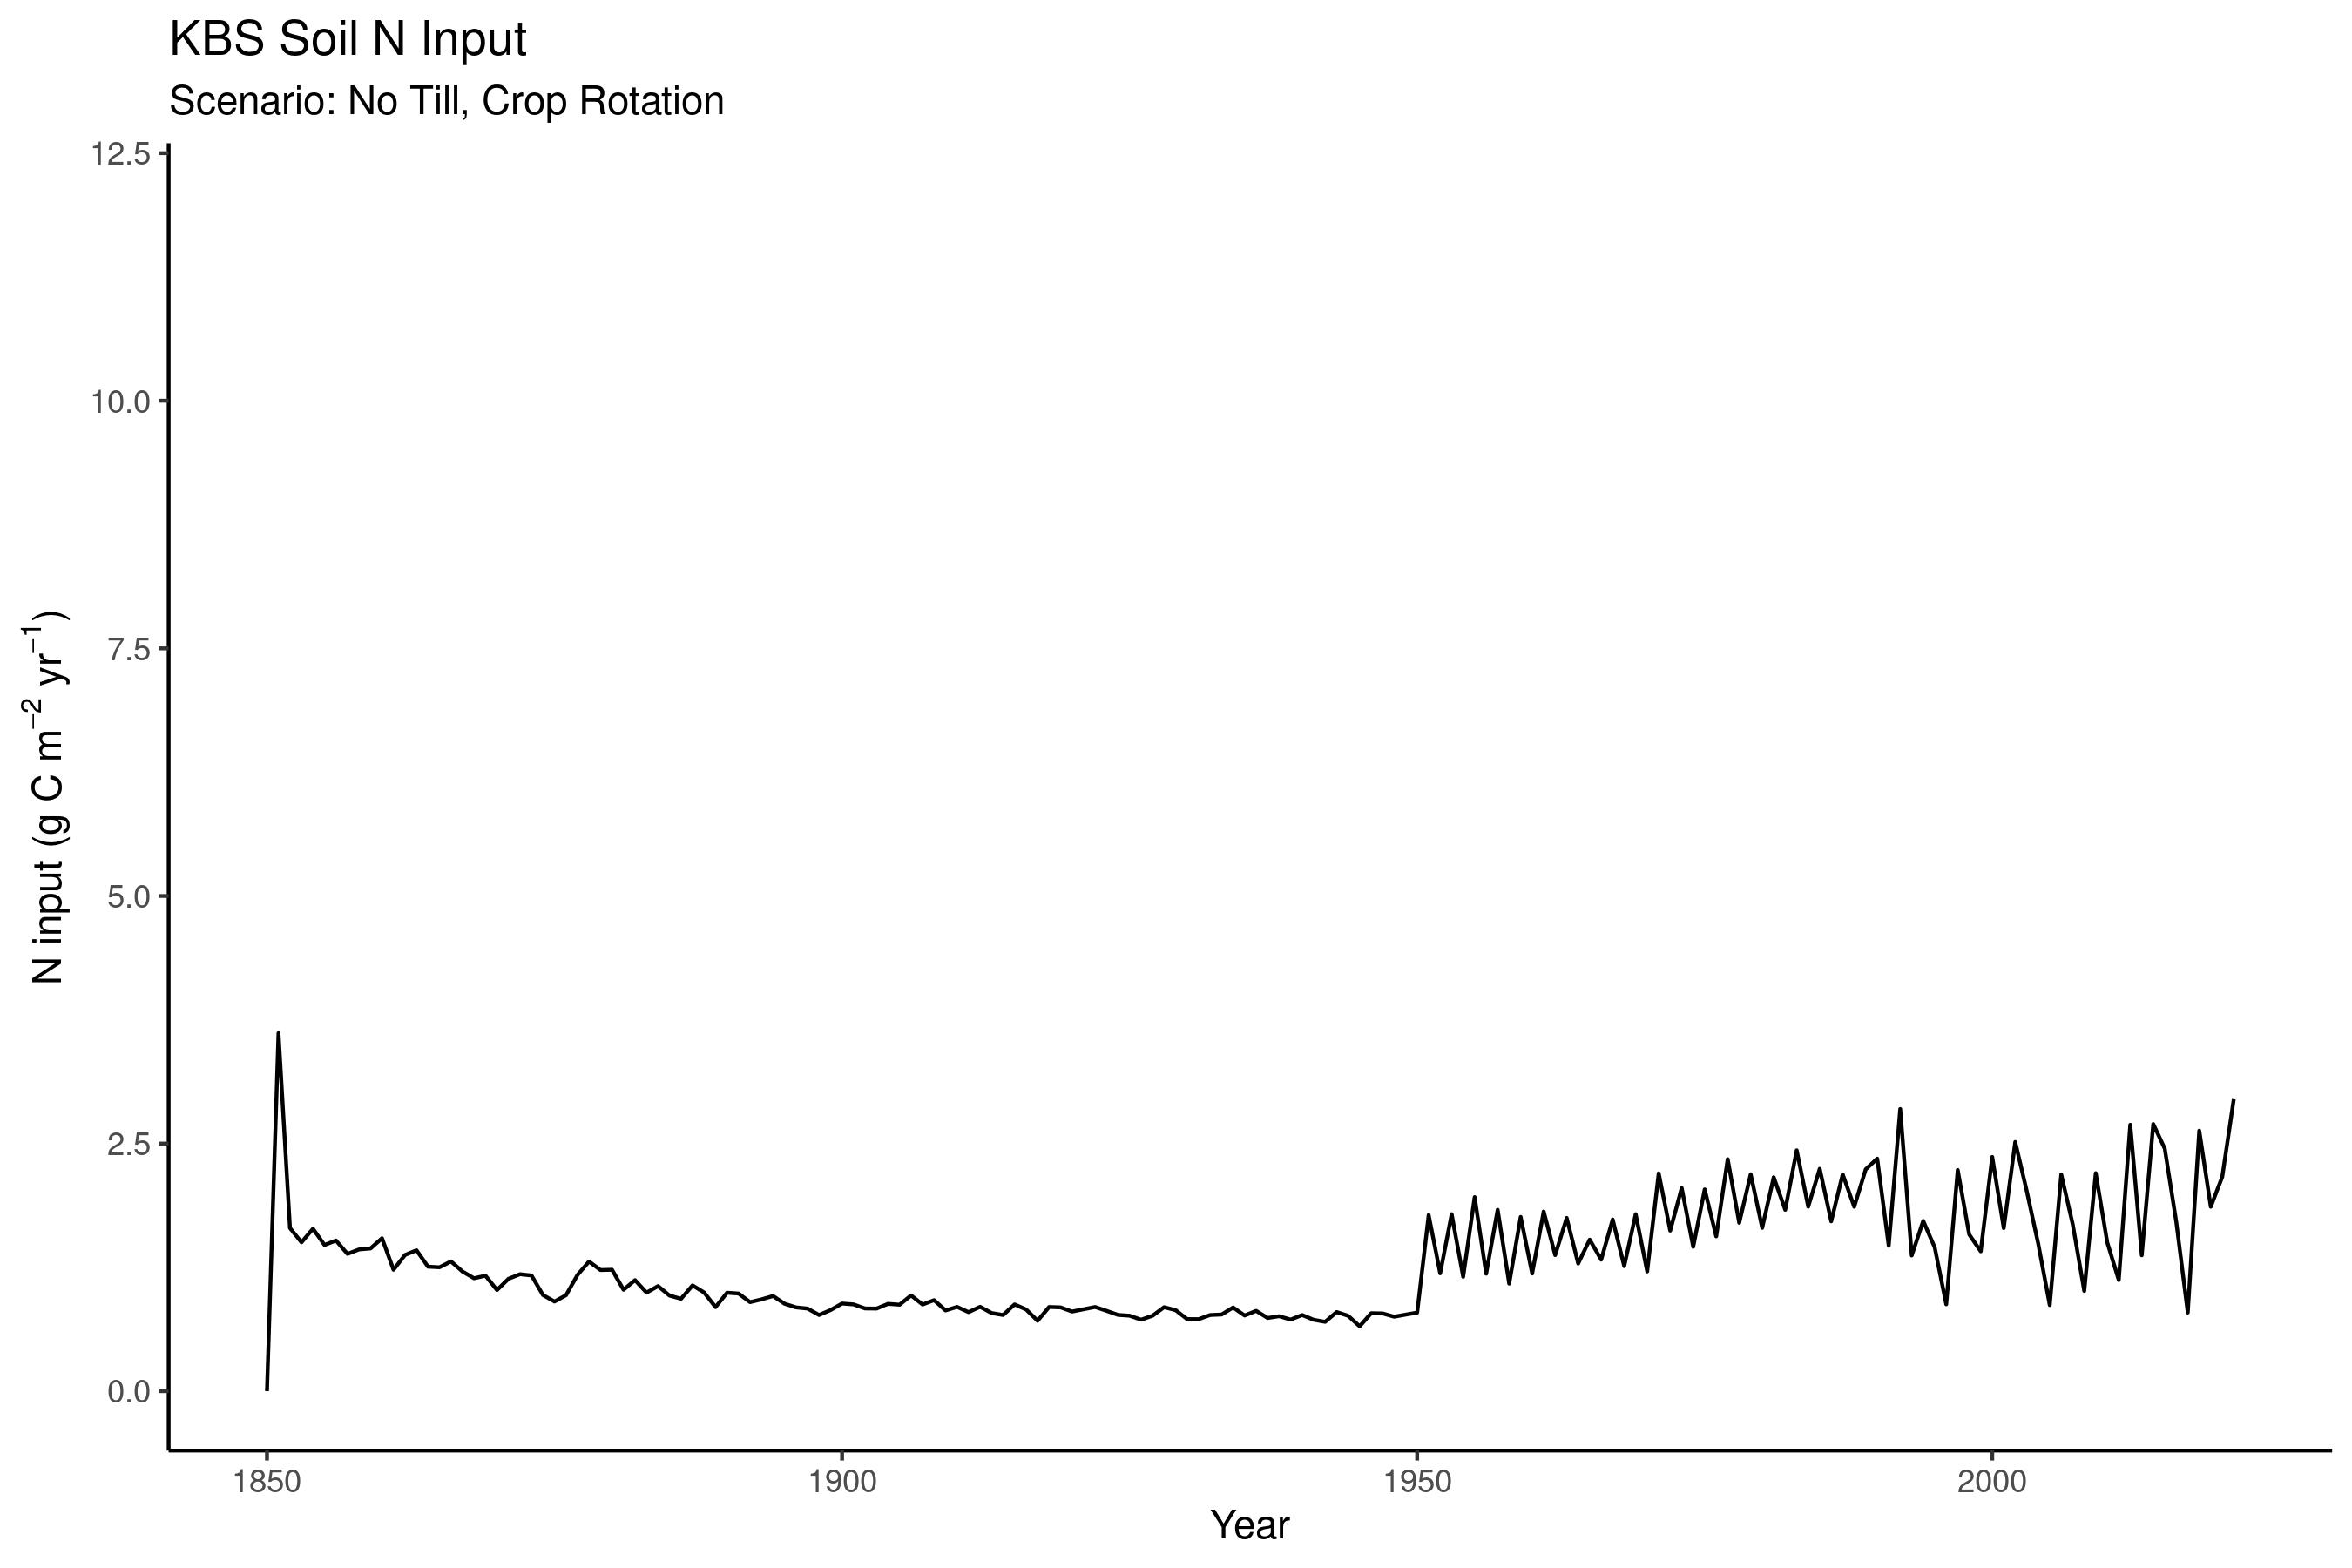 KBS Soil N Input
Scenario: No Till, Crop Rotation
12.5
10.0
7.5
5.0
2.5
0.0
N input (g C m⁻² yr⁻¹)
1850 1900 1950 2000
Year